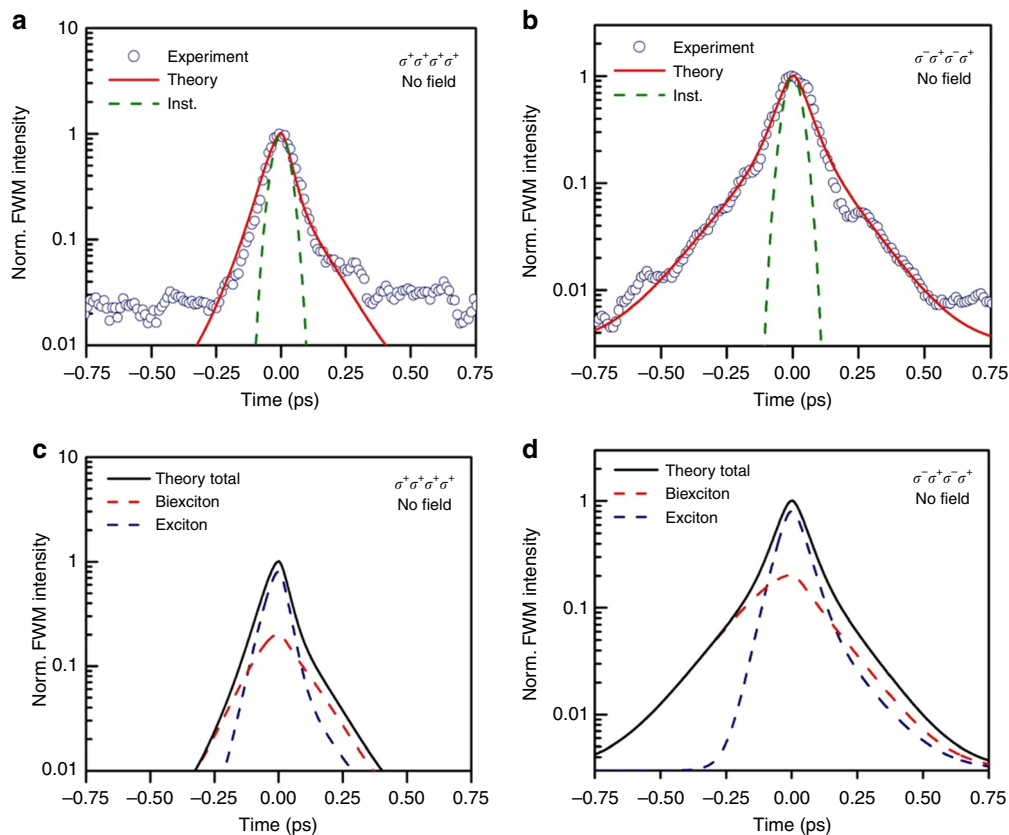 a
10
1
0.1
0.01
Norm. FWM intensity
Experiment
Theory
Inst.
σ⁺σ⁺σ⁺σ⁺
No field
−0.75 −0.50 −0.25 0.00 0.25 0.50 0.75
Time (ps)
b
1
0.1
0.01
Norm. FWM intensity
Experiment
Theory
Inst.
σ⁻σ⁺σ⁻σ⁺
No field
−0.75 −0.50 −0.25 0.00 0.25 0.50 0.75
Time (ps)
c
10
1
0.1
0.01
Norm. FWM intensity
Theory total
Biexciton
Exciton
σ⁺σ⁺σ⁺σ⁺
No field
−0.75 −0.50 −0.25 0.00 0.25 0.50 0.75
Time (ps)
d
1
0.1
0.01
Norm. FWM intensity
Theory total
Biexciton
Exciton
σ⁻σ⁺σ⁻σ⁺
No field
−0.75 −0.50 −0.25 0.00 0.25 0.50 0.75
Time (ps)